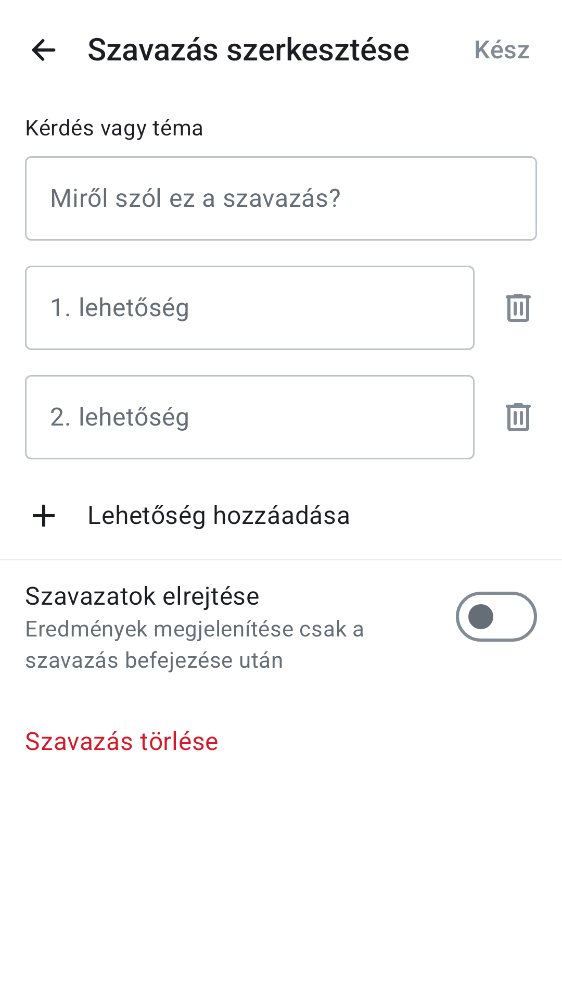 Szavazás szerkesztése
Kész
Kérdés vagy téma
Miről szól ez a szavazás?
1. lehetőség
2. lehetőség
Lehetőség hozzáadása
Szavazatok elrejtése
Eredmények megjelenítése csak a
szavazás befejezése után
Szavazás törlése